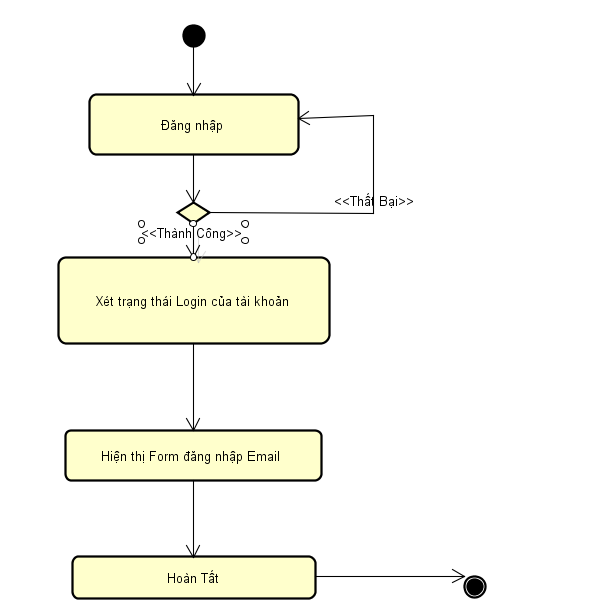 Đăng nhập
<<Thất Bại>>
<<Thành Công>>
Xét trạng thái Login của tài khoản
Hiện thị Form đăng nhập Email
Hoàn Tất